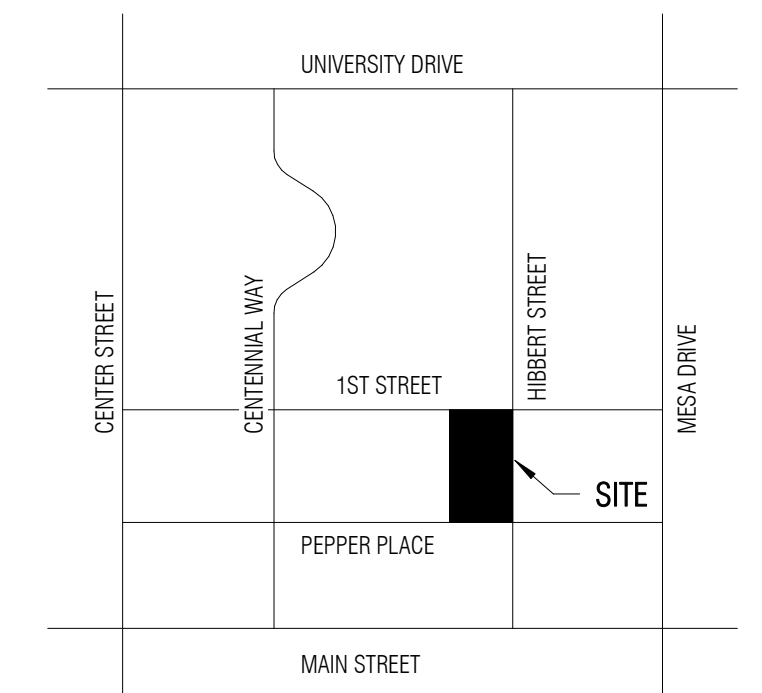 UNIVERSITY DRIVE
CENTER STREET
CENTENNIAL WAY
HIBBERT STREET
MESA DRIVE
1ST STREET
SITE
PEPPER PLACE
MAIN STREET